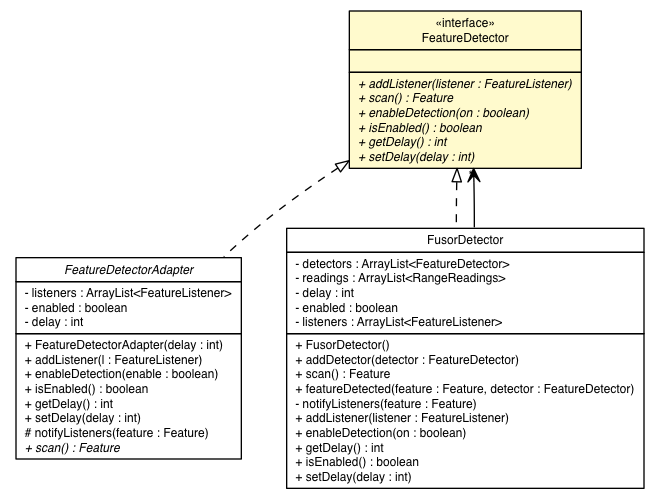 «interface»
FeatureDetector
+ addListener(listener : FeatureListener)
+ scan() : Feature
+ enableDetection(on : boolean)
+ isEnabled() : boolean
+ getDelay() : int
+ setDelay(delay : int)
FeatureDetectorAdapter
- listeners : ArrayList<FeatureListener>
- enabled : boolean
- delay : int
+ FeatureDetectorAdapter(delay : int)
+ addListener(l : FeatureListener)
+ enableDetection(enable : boolean)
+ isEnabled() : boolean
+ getDelay() : int
+ setDelay(delay : int)
# notifyListeners(feature : Feature)
+ scan() : Feature
FusorDetector
- detectors : ArrayList<FeatureDetector>
- readings : ArrayList<RangeReadings>
- delay : int
- enabled : boolean
- listeners : ArrayList<FeatureListener>
+ FusorDetector()
+ addDetector(detector : FeatureDetector)
+ scan() : Feature
+ featureDetected(feature : Feature, detector : FeatureDetector)
- notifyListeners(feature : Feature)
+ addListener(listener : FeatureListener)
+ enableDetection(on : boolean)
+ getDelay() : int
+ isEnabled() : boolean
+ setDelay(delay : int)